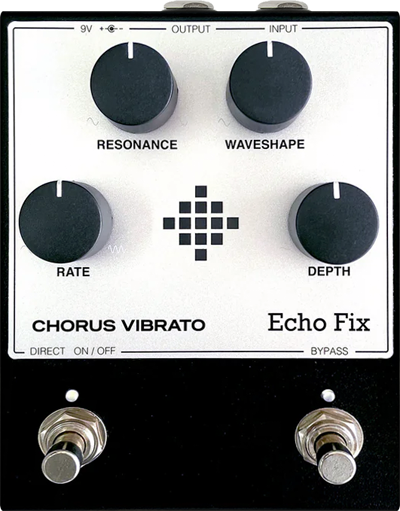 9V OUTPUT INPUT
RESONANCE WAVESHAPE
RATE DEPTH
CHORUS VIBRATO Echo Fix
DIRECT ON / OFF BYPASS